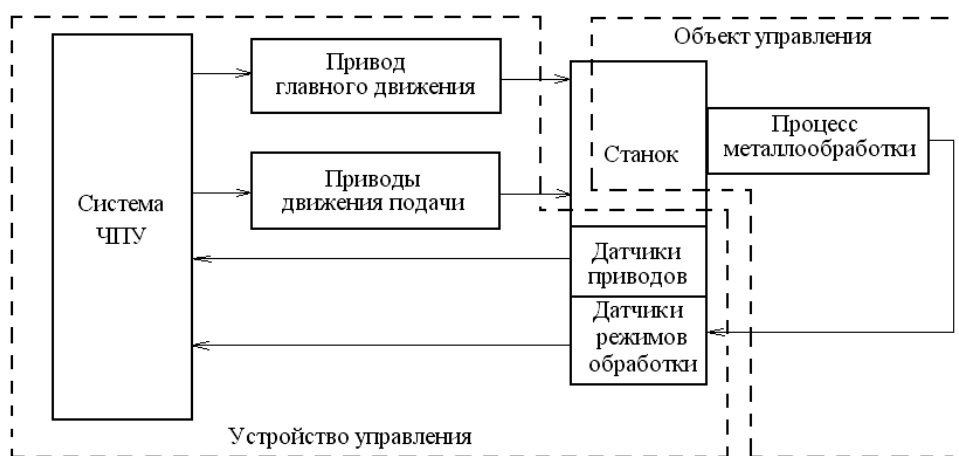 Объект управления
Привод
главного движения
Процесс
металлообработки
Станок
Приводы
движения подачи
Система
ЧПУ
Датчики
приводов
Датчики
режимов
обработки
Устройство управления